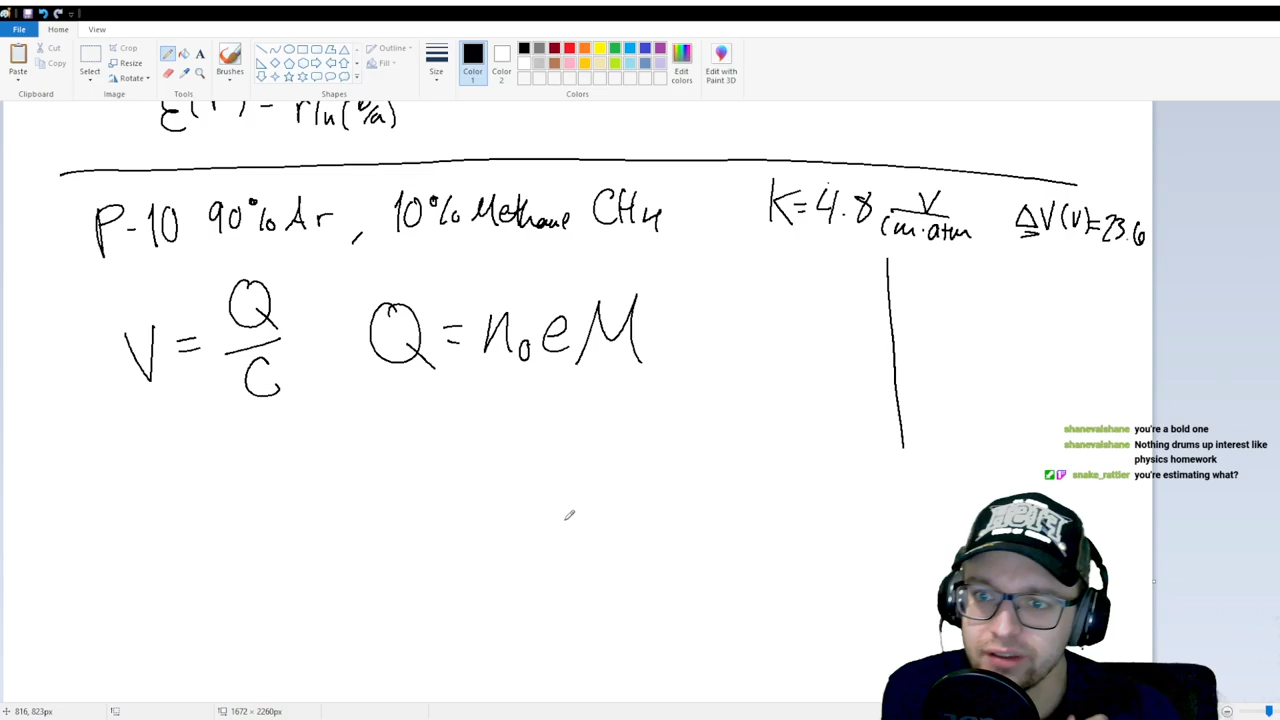 File Home View
Paste Cut Copy Clipboard
Select Crop Resize Rotate Image
Tools
Brushes
Shapes Outline Fill
Size
Color 1 Color 2 Edit colors Colors
Edit with Paint 3D
ε(r) = r ln(b/a)
P-10 90% Ar, 10% Methane CH4 K=4.8 V/cm·atm ΔV(V)=23.6
V = Q/C Q = n0eM
shanevaishane you're a bold one
shanevaishane Nothing drums up interest like
physics homework
snake_rattler you're estimating what?
816, 823px 1672 × 2260px